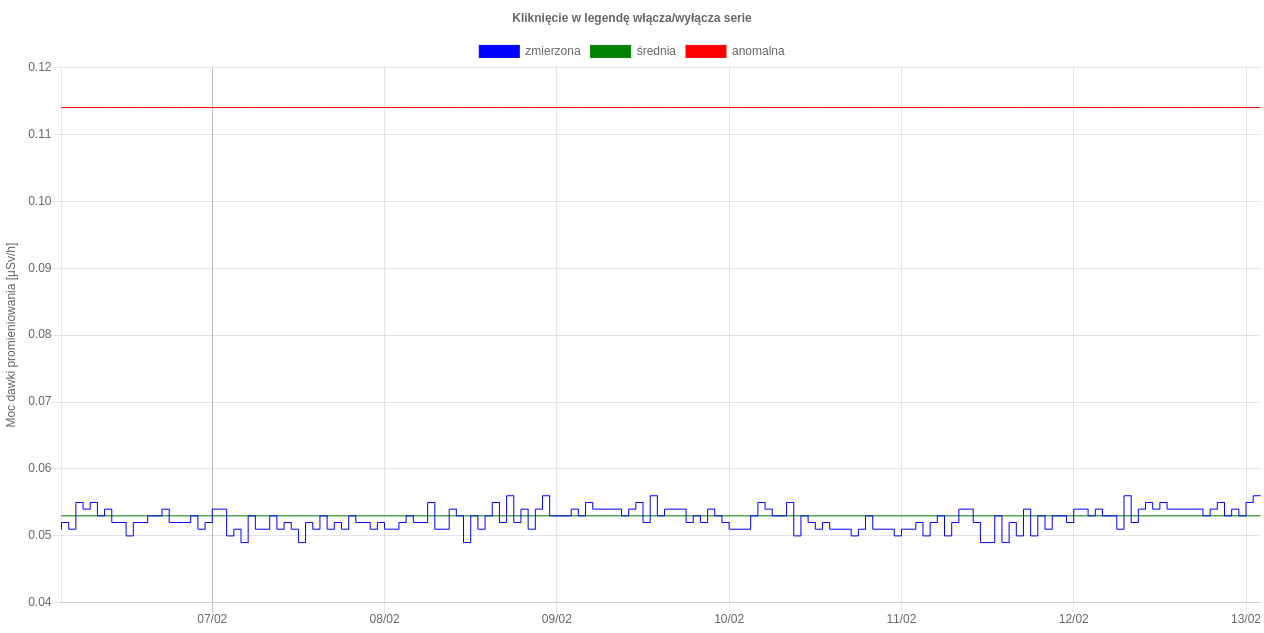 Kliknięcie w legendę włącza/wyłącza serie
zmierzona średnia anomalna
Moc dawki promieniowania [µSv/h]
0.12
0.11
0.10
0.09
0.08
0.07
0.06
0.05
0.04
07/02 08/02 09/02 10/02 11/02 12/02 13/02